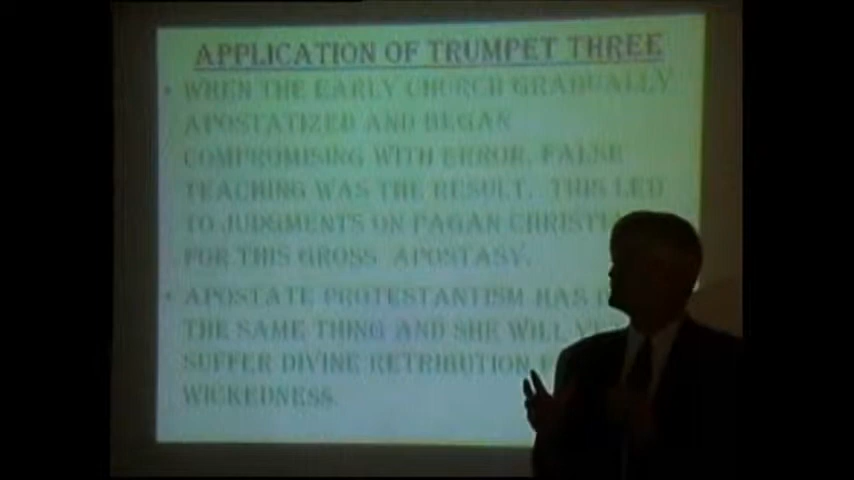 APPLICATION OF TRUMPET THREE
• WHEN THE EARLY CHURCH GRADUALLY
APOSTATIZED AND BEGAN
COMPROMISING WITH ERROR. FALSE
TEACHING WAS THE RESULT. THIS LED
TO JUDGMENTS ON PAGAN CHRISTI
FOR THIS GROSS APOSTASY.
• APOSTATE PROTESTANTISM HAS
THE SAME THING AND SHE WILL
SUFFER DIVINE RETRIBUTION
WICKEDNESS.